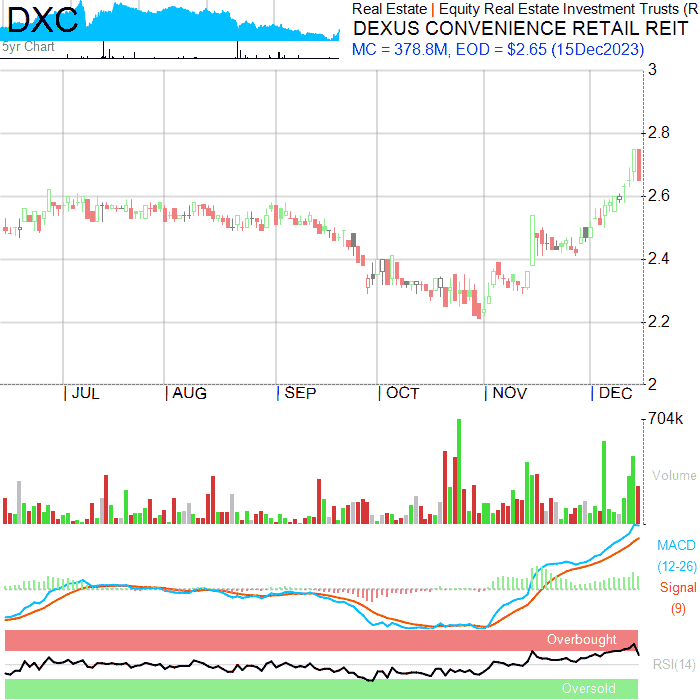 DXC
5yr Chart
Real Estate | Equity Real Estate Investment Trusts (R
DEXUS CONVENIENCE RETAIL REIT
MC = 378.8M, EOD = $2.65 (15Dec2023)
3
2.8
2.6
2.4
2.2
2
| JUL | AUG | SEP | OCT | NOV | DEC
704k
Volume
MACD
(12-26)
Signal
(9)
Overbought
RSI(14)
Oversold